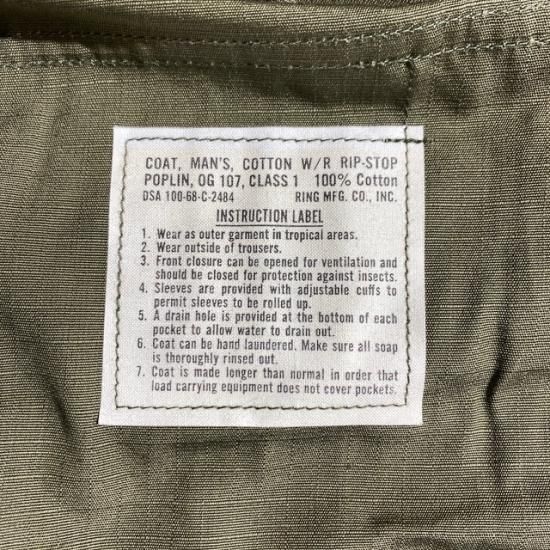 COAT, MAN'S, COTTON W/R RIP-STOP
POPLIN, OG 107, CLASS 1 100% Cotton
DSA 100-68-C-2484 RING MFG. CO., INC.
INSTRUCTION LABEL
1. Wear as outer garment in tropical areas.
2. Wear outside of trousers.
3. Front closure can be opened for ventilation and
should be closed for protection against insects.
4. Sleeves are provided with adjustable cuffs to
permit sleeves to be rolled up.
5. A drain hole is provided at the bottom of each
pocket to allow water to drain out.
6. Coat can be hand laundered. Make sure all soap
is thoroughly rinsed out.
7. Coat is made longer than normal in order that
load carrying equipment does not cover pockets.